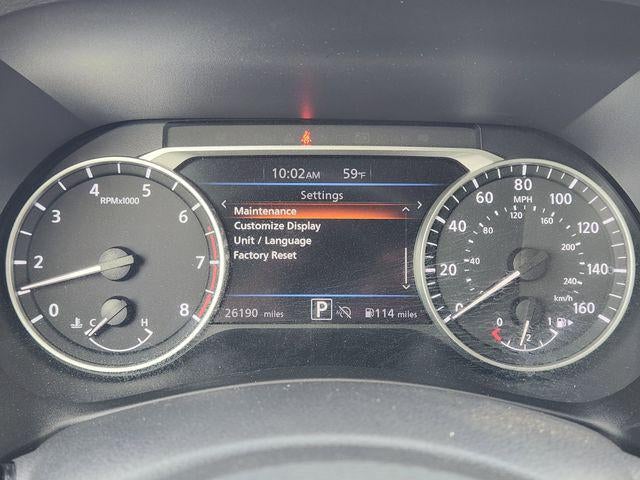 10:02AM 59°F
Settings
Maintenance
Customize Display
Unit / Language
Factory Reset
26190 miles P 114 miles
RPMx1000
0 2 3 4 5 6 7 8
C H
MPH
0 20 40 60 80 100 120 140 160
40 80 120 160 200 240
km/h
0 1